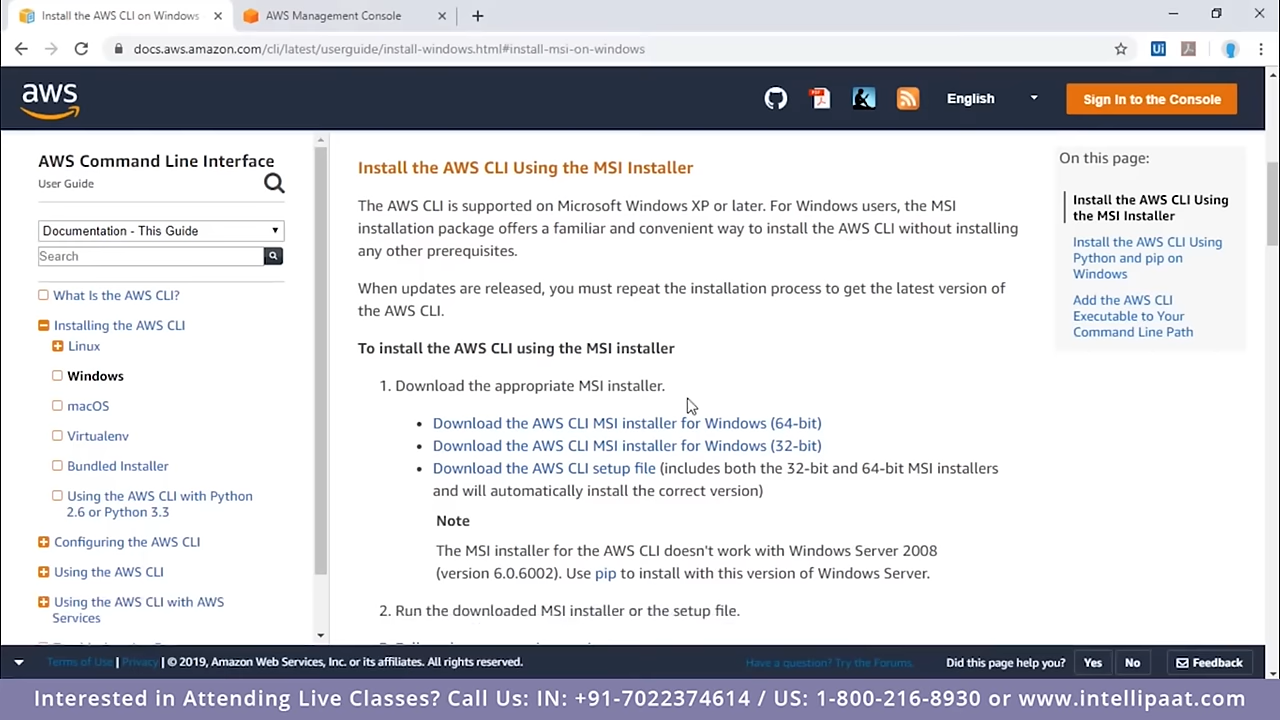 Install the AWS CLI on Windows
AWS Management Console
docs.aws.amazon.com/cli/latest/userguide/install-windows.html#install-msi-on-windows
aws
English
Sign In to the Console
AWS Command Line Interface
User Guide
Documentation - This Guide
Search
What Is the AWS CLI?
Installing the AWS CLI
Linux
Windows
macOS
Virtualenv
Bundled Installer
Using the AWS CLI with Python
2.6 or Python 3.3
Configuring the AWS CLI
Using the AWS CLI
Using the AWS CLI with AWS
Services
Install the AWS CLI Using the MSI Installer
The AWS CLI is supported on Microsoft Windows XP or later. For Windows users, the MSI
installation package offers a familiar and convenient way to install the AWS CLI without installing
any other prerequisites.
When updates are released, you must repeat the installation process to get the latest version of
the AWS CLI.
To install the AWS CLI using the MSI installer
1. Download the appropriate MSI installer.
• Download the AWS CLI MSI installer for Windows (64-bit)
• Download the AWS CLI MSI installer for Windows (32-bit)
• Download the AWS CLI setup file (includes both the 32-bit and 64-bit MSI installers
and will automatically install the correct version)
Note
The MSI installer for the AWS CLI doesn't work with Windows Server 2008
(version 6.0.6002). Use pip to install with this version of Windows Server.
2. Run the downloaded MSI installer or the setup file.
On this page:
Install the AWS CLI Using
the MSI Installer
Install the AWS CLI Using
Python and pip on
Windows
Add the AWS CLI
Executable to Your
Command Line Path
Terms of Use | Privacy | © 2019, Amazon Web Services, Inc. or its affiliates. All rights reserved.
Have a question? Try the Forums.
Did this page help you?
Yes
No
Feedback
Interested in Attending Live Classes? Call Us: IN: +91-7022374614 / US: 1-800-216-8930 or www.intellipaat.com